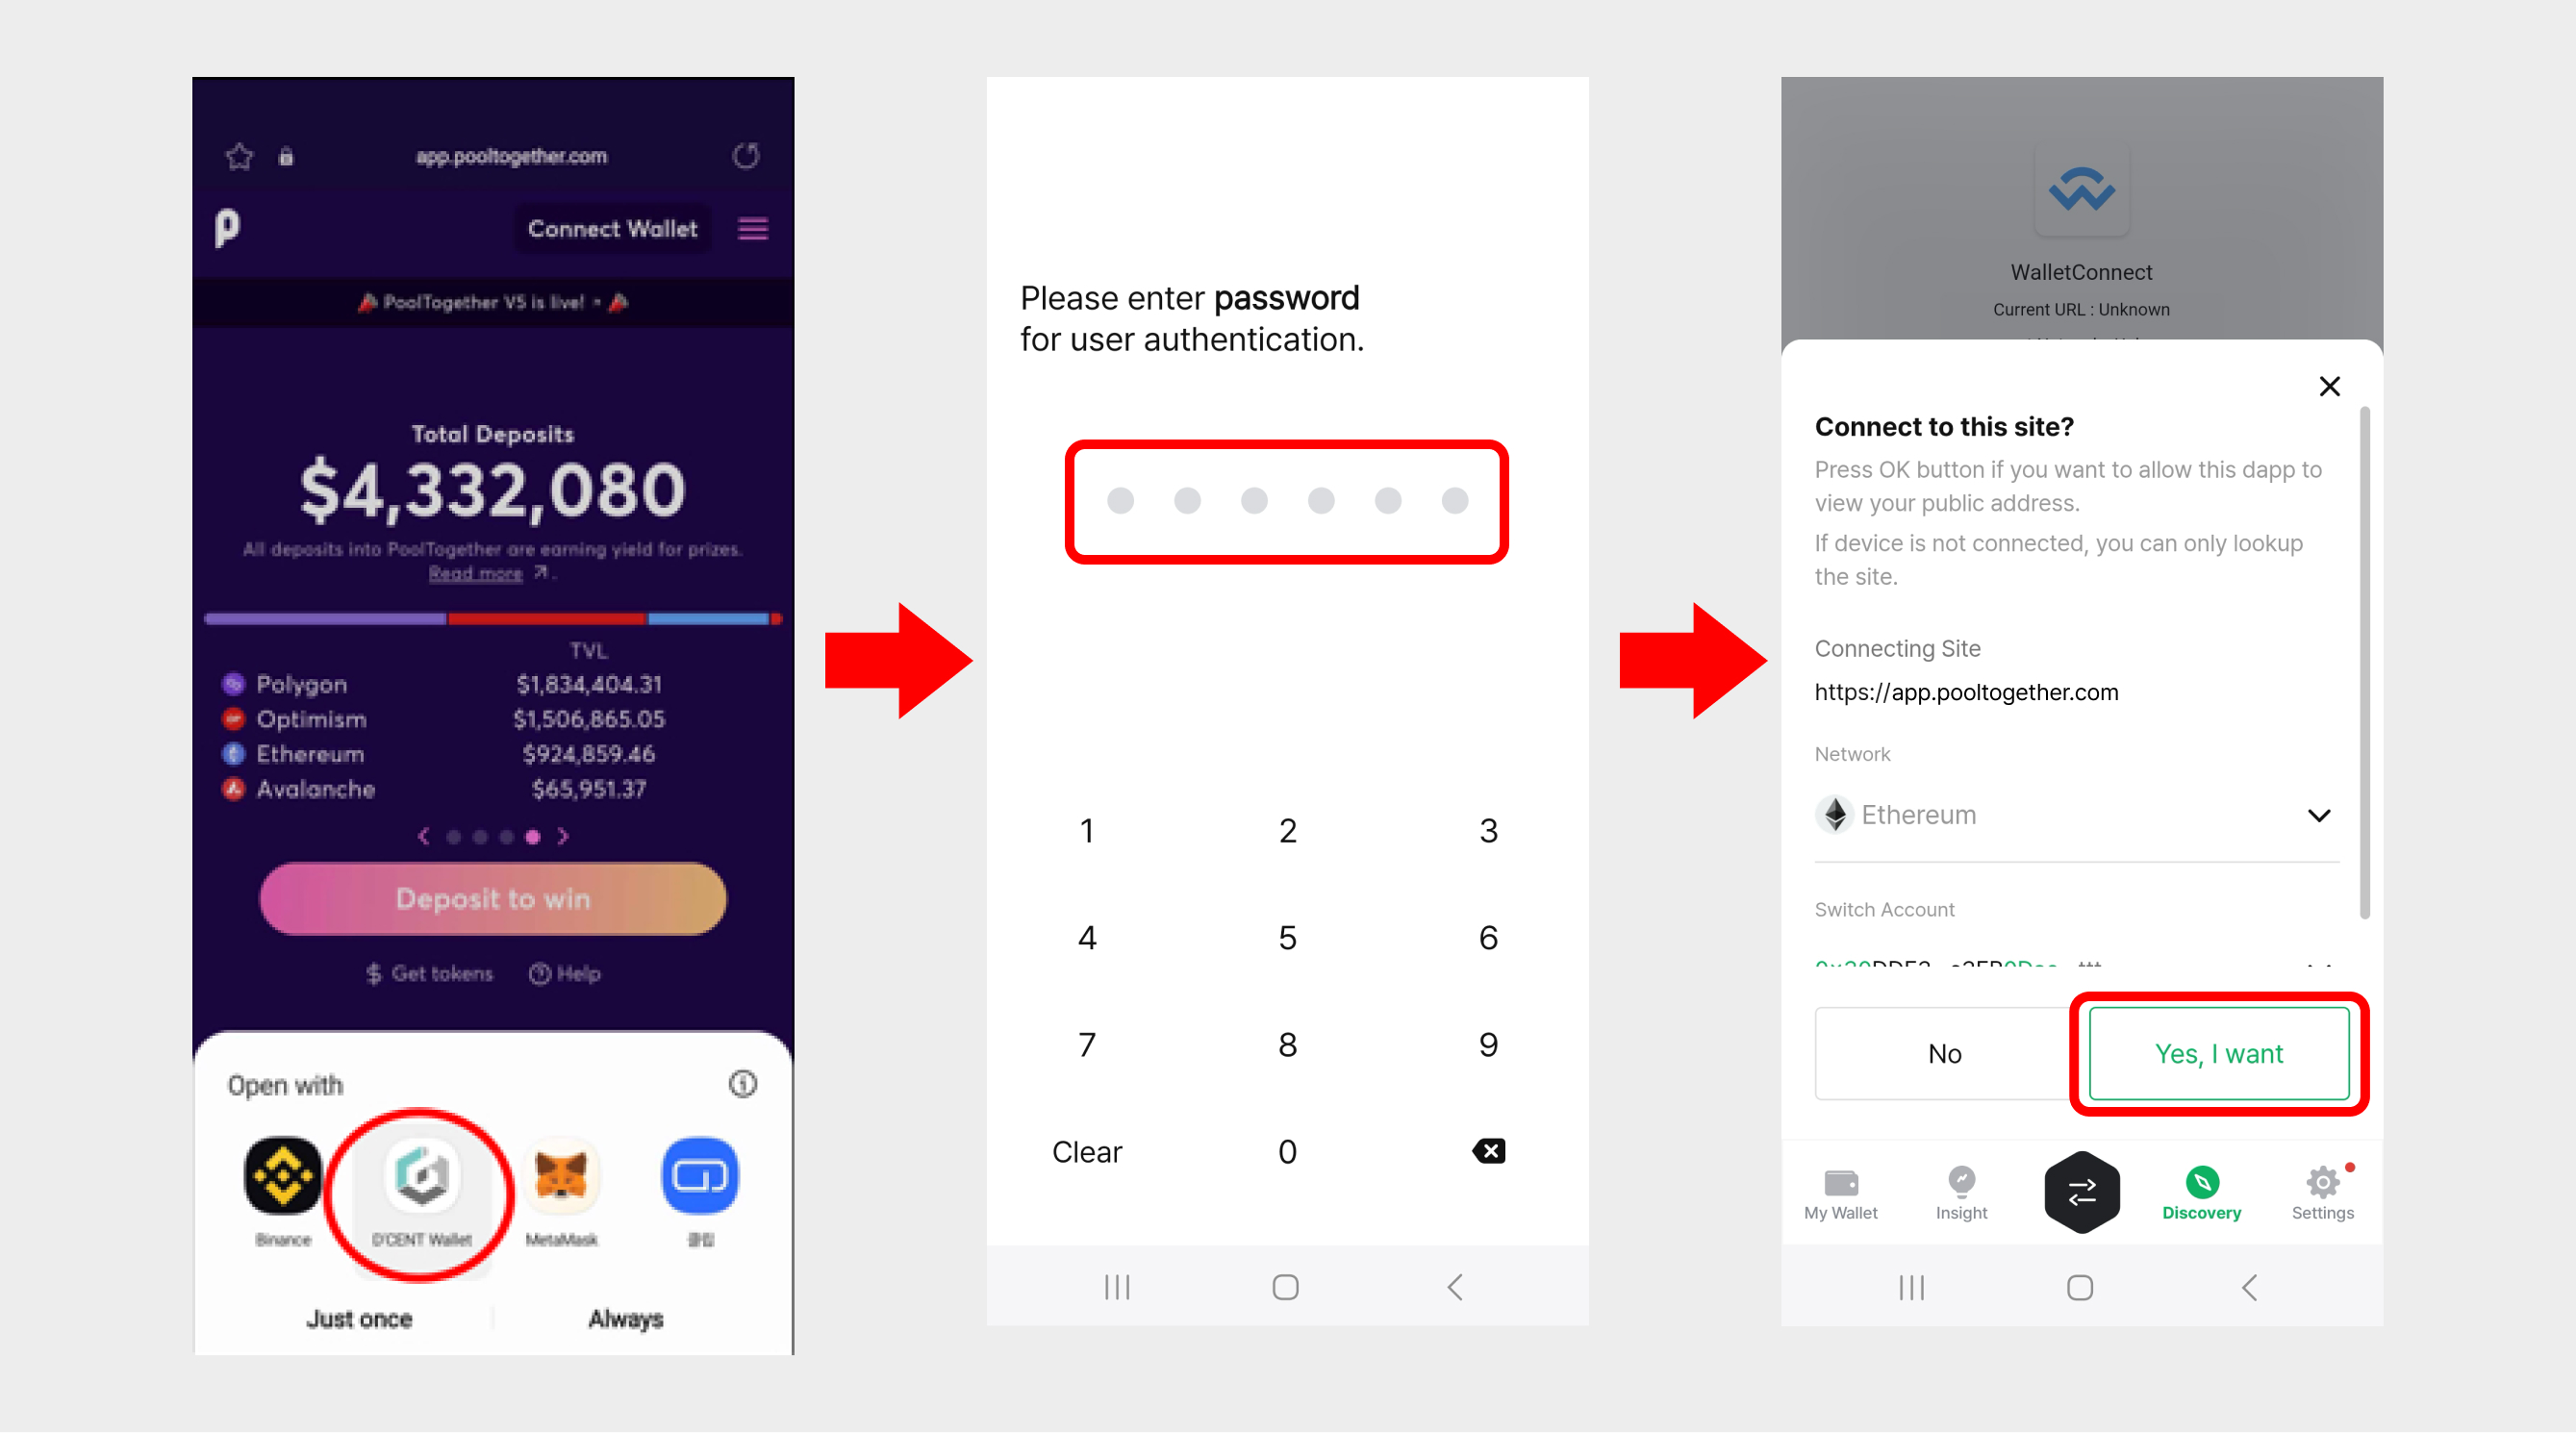 app.pooltogether.com
Connect Wallet
PoolTogether V5 is live!
Total Deposits
$4,332,080
All deposits into PoolTogether are earning yield for prizes.
Read more
TVL
Polygon $1,834,404.31
Optimism $1,506,865.05
Ethereum $924,859.46
Avalanche $65,951.37
Deposit to win
$ Get tokens Help
Open with
Binance D'CENT Wallet MetaMask 클립
Just once Always
Please enter password
for user authentication.
1 2 3
4 5 6
7 8 9
Clear 0
WalletConnect
Current URL : Unknown
Connect to this site?
Press OK button if you want to allow this dapp to
view your public address.
If device is not connected, you can only lookup
the site.
Connecting Site
https://app.pooltogether.com
Network
Ethereum
Switch Account
No Yes, I want
My Wallet Insight Discovery Settings